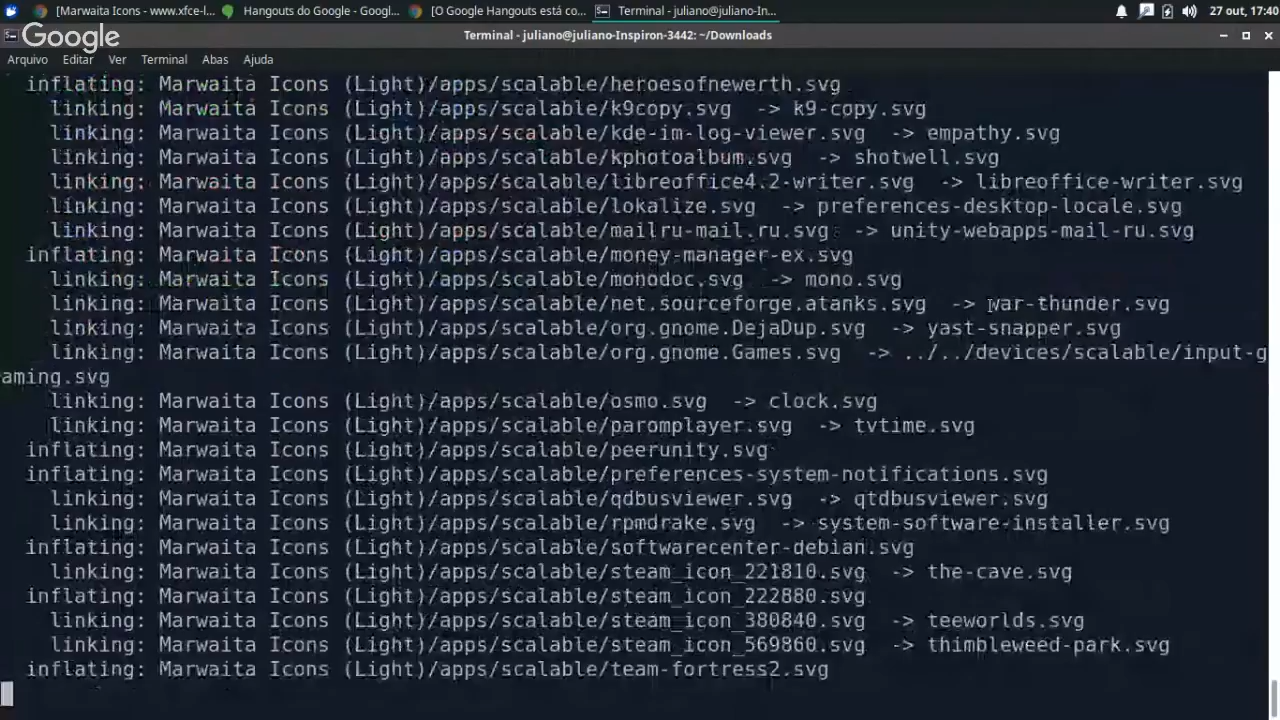 [Marwaita Icons - www.xfce-l... Hangouts do Google - Googl... [O Google Hangouts está co... Terminal - juliano@juliano-In... 27 out, 17:40
Google
Terminal - juliano@juliano-Inspiron-3442: ~/Downloads
Arquivo Editar Ver Terminal Abas Ajuda
inflating: Marwaita Icons (Light)/apps/scalable/heroesofnewerth.svg
linking: Marwaita Icons (Light)/apps/scalable/k9copy.svg -> k9-copy.svg
linking: Marwaita Icons (Light)/apps/scalable/kde-im-log-viewer.svg -> empathy.svg
linking: Marwaita Icons (Light)/apps/scalable/kphotoalbum.svg -> shotwell.svg
linking: Marwaita Icons (Light)/apps/scalable/libreoffice4.2-writer.svg -> libreoffice-writer.svg
linking: Marwaita Icons (Light)/apps/scalable/lokalize.svg -> preferences-desktop-locale.svg
linking: Marwaita Icons (Light)/apps/scalable/mailru-mail.ru.svg -> unity-webapps-mail-ru.svg
inflating: Marwaita Icons (Light)/apps/scalable/money-manager-ex.svg
linking: Marwaita Icons (Light)/apps/scalable/monodoc.svg -> mono.svg
linking: Marwaita Icons (Light)/apps/scalable/net.sourceforge.atanks.svg -> war-thunder.svg
linking: Marwaita Icons (Light)/apps/scalable/org.gnome.DejaDup.svg -> yast-snapper.svg
linking: Marwaita Icons (Light)/apps/scalable/org.gnome.Games.svg -> ../../devices/scalable/input-g
aming.svg
linking: Marwaita Icons (Light)/apps/scalable/osmo.svg -> clock.svg
linking: Marwaita Icons (Light)/apps/scalable/paromplayer.svg -> tvtime.svg
inflating: Marwaita Icons (Light)/apps/scalable/peerunity.svg
inflating: Marwaita Icons (Light)/apps/scalable/preferences-system-notifications.svg
linking: Marwaita Icons (Light)/apps/scalable/qdbusviewer.svg -> qtdbusviewer.svg
linking: Marwaita Icons (Light)/apps/scalable/rpmdrake.svg -> system-software-installer.svg
inflating: Marwaita Icons (Light)/apps/scalable/softwarecenter-debian.svg
linking: Marwaita Icons (Light)/apps/scalable/steam_icon_221810.svg -> the-cave.svg
inflating: Marwaita Icons (Light)/apps/scalable/steam_icon_222880.svg
linking: Marwaita Icons (Light)/apps/scalable/steam_icon_380840.svg -> teeworlds.svg
linking: Marwaita Icons (Light)/apps/scalable/steam_icon_569860.svg -> thimbleweed-park.svg
inflating: Marwaita Icons (Light)/apps/scalable/team-fortress2.svg